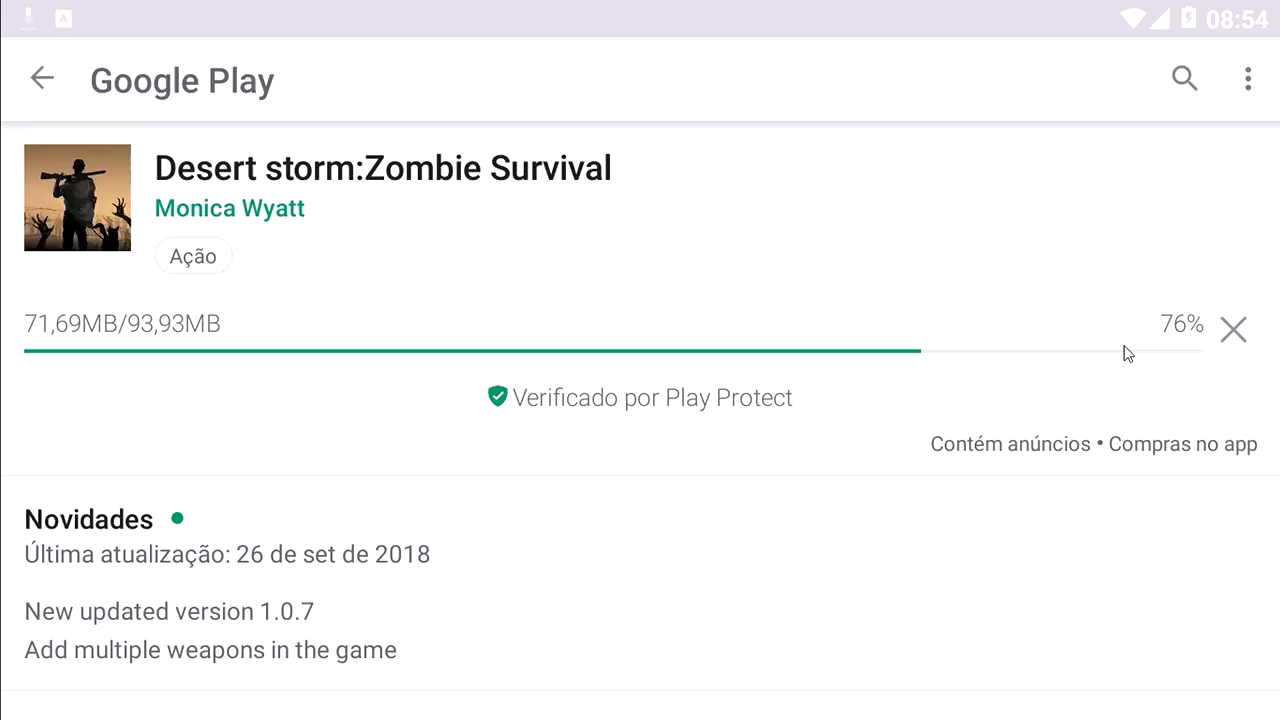 A
08:54
Google Play
Desert storm:Zombie Survival
Monica Wyatt
Ação
71,69MB/93,93MB
76%
Verificado por Play Protect
Contém anúncios • Compras no app
Novidades
Última atualização: 26 de set de 2018
New updated version 1.0.7
Add multiple weapons in the game